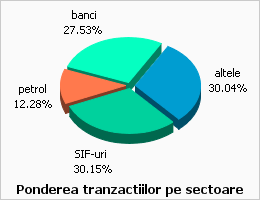 banci
27.53%
altele
30.04%
petrol
12.28%
SIF-uri
30.15%
Ponderea tranzactiilor pe sectoare